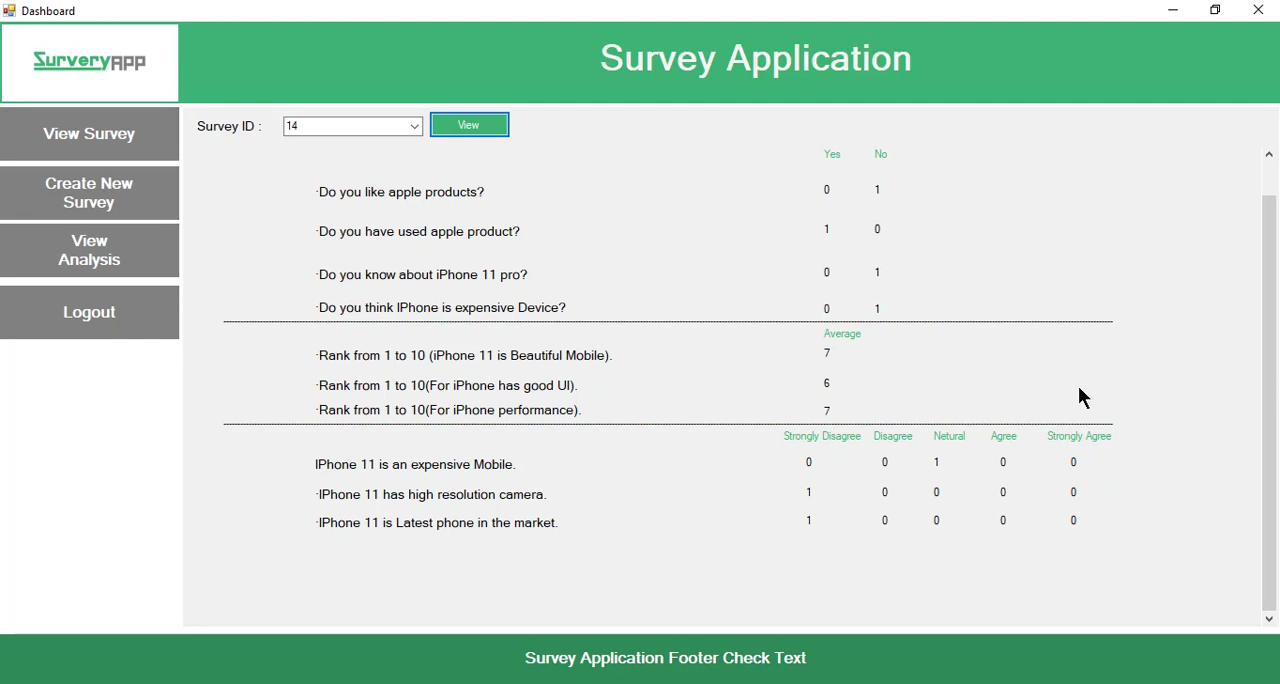 Dashboard
SurveryAPP
Survey Application
View Survey
Create New
Survey
View
Analysis
Logout
Survey ID :
14
View
Yes No
·Do you like apple products? 0 1
·Do you have used apple product? 1 0
·Do you know about iPhone 11 pro? 0 1
·Do you think IPhone is expensive Device? 0 1
Average
·Rank from 1 to 10 (iPhone 11 is Beautiful Mobile). 7
·Rank from 1 to 10(For iPhone has good UI). 6
·Rank from 1 to 10(For iPhone performance). 7
Strongly Disagree Disagree Netural Agree Strongly Agree
IPhone 11 is an expensive Mobile. 0 0 1 0 0
·IPhone 11 has high resolution camera. 1 0 0 0 0
·IPhone 11 is Latest phone in the market. 1 0 0 0 0
Survey Application Footer Check Text